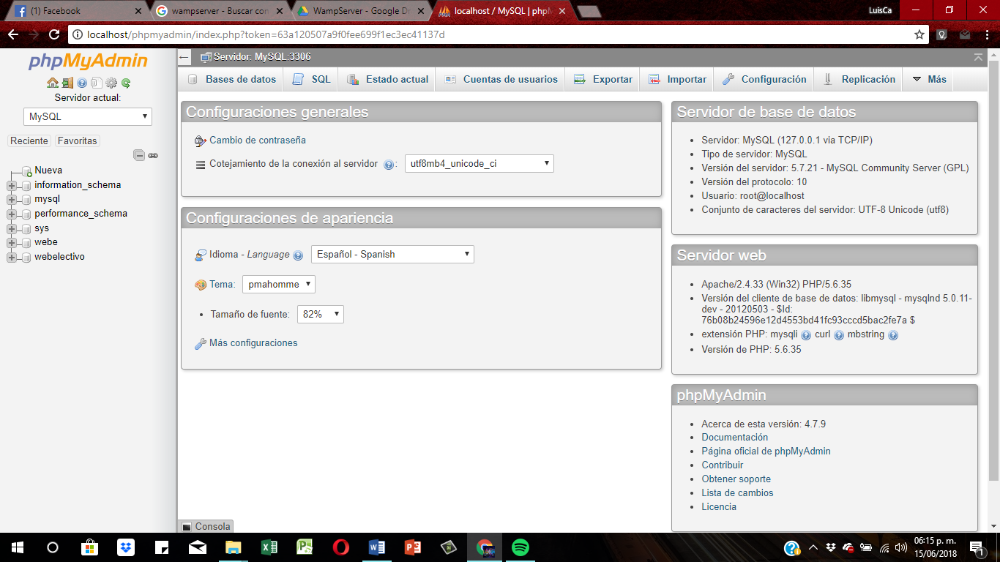 (1) Facebook
wampserver - Buscar con
WampServer - Google Dr
localhost / MySQL | phpM
LuisCa
localhost/phpmyadmin/index.php?token=63a120507a9f0fee699f1ec3ec41137d
phpMyAdmin
Servidor actual:
MySQL
Reciente
Favoritas
Nueva
information_schema
mysql
performance_schema
sys
webe
webelectivo
Servidor: MySQL:3306
Bases de datos
SQL
Estado actual
Cuentas de usuarios
Exportar
Importar
Configuración
Replicación
Más
Configuraciones generales
Cambio de contraseña
Cotejamiento de la conexión al servidor :
utf8mb4_unicode_ci
Configuraciones de apariencia
Idioma - Language
Español - Spanish
Tema:
pmahomme
• Tamaño de fuente:
82%
Más configuraciones
Servidor de base de datos
• Servidor: MySQL (127.0.0.1 via TCP/IP)
• Tipo de servidor: MySQL
• Versión del servidor: 5.7.21 - MySQL Community Server (GPL)
• Versión del protocolo: 10
• Usuario: root@localhost
• Conjunto de caracteres del servidor: UTF-8 Unicode (utf8)
Servidor web
• Apache/2.4.33 (Win32) PHP/5.6.35
• Versión del cliente de base de datos: libmysql - mysqlnd 5.0.11-
dev - 20120503 - $Id:
76b08b24596e12d4553bd41fc93cccd5bac2fe7a $
• extensión PHP: mysqli curl mbstring
• Versión de PHP: 5.6.35
phpMyAdmin
• Acerca de esta versión: 4.7.9
• Documentación
• Página oficial de phpMyAdmin
• Contribuir
• Obtener soporte
• Lista de cambios
• Licencia
Consola
06:15 p. m.
15/06/2018
1